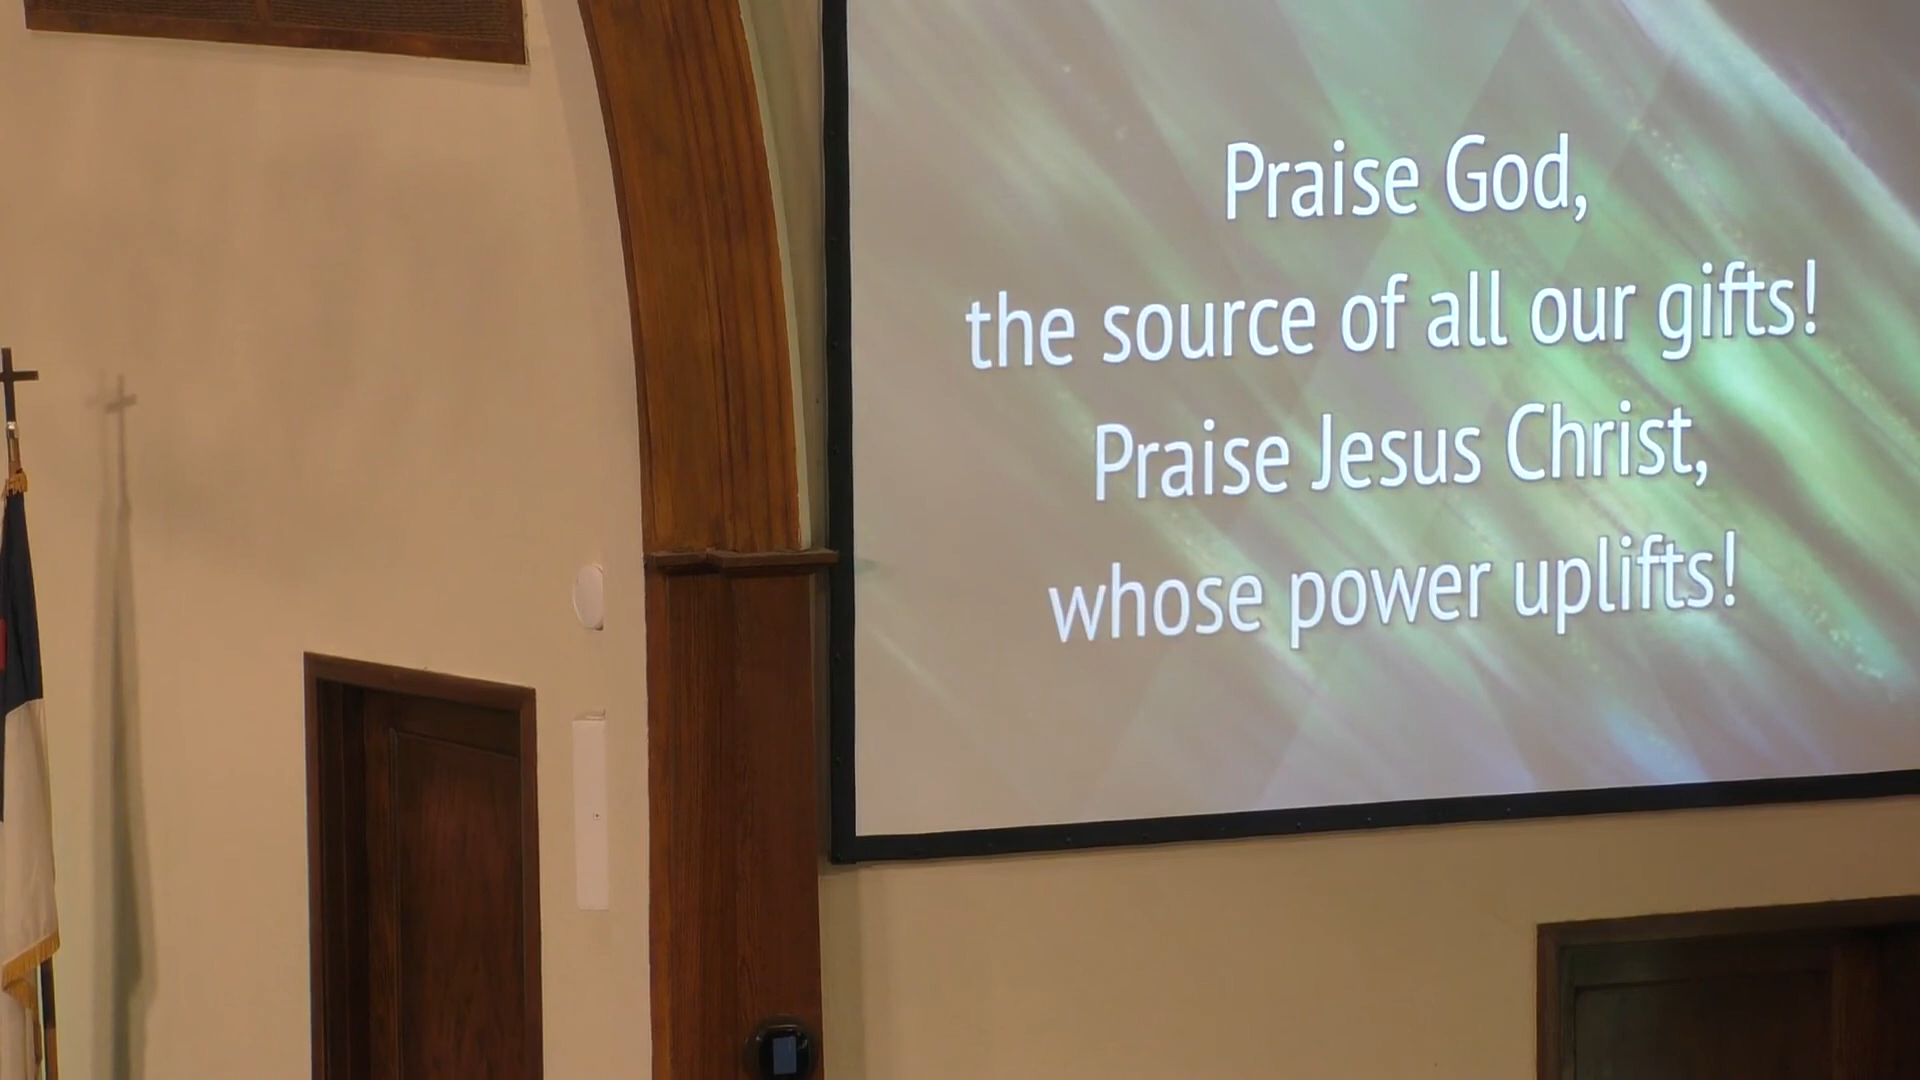 Praise God,
the source of all our gifts!
Praise Jesus Christ,
whose power uplifts!